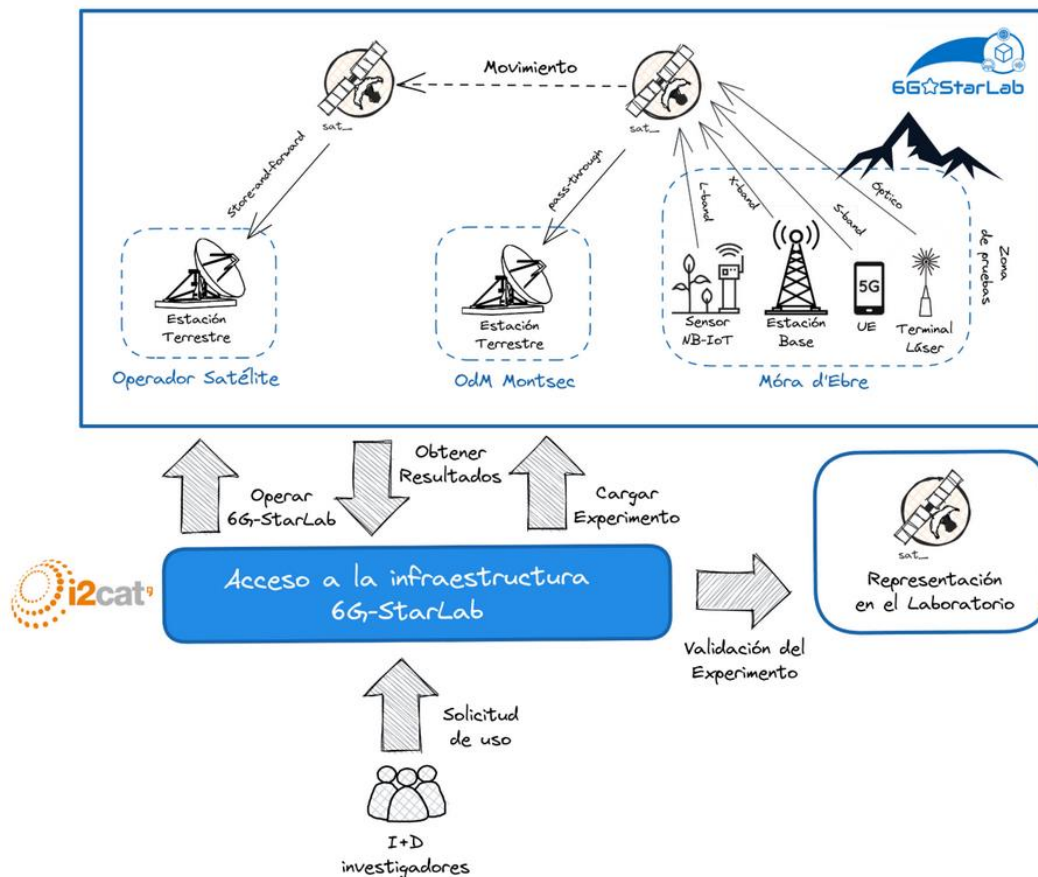 6G StarLab
Movimiento
sat_
sat_
Store-and-forward
pass-through
L-band
X-band
S-band
Óptico
Zona
de pruebas
Estación
Terrestre
Operador Satélite
Estación
Terrestre
OdM Montsec
Sensor
NB-IoT
Estación
Base
5G
UE
Terminal
Láser
Móra d'Ebre
Operar
6G-StarLab
Obtener
Resultados
Cargar
Experimento
i2cat
Acceso a la infraestructura
6G-StarLab
Validación del
Experimento
sat_
Representación
en el Laboratorio
Solicitud
de uso
I+D
investigadores